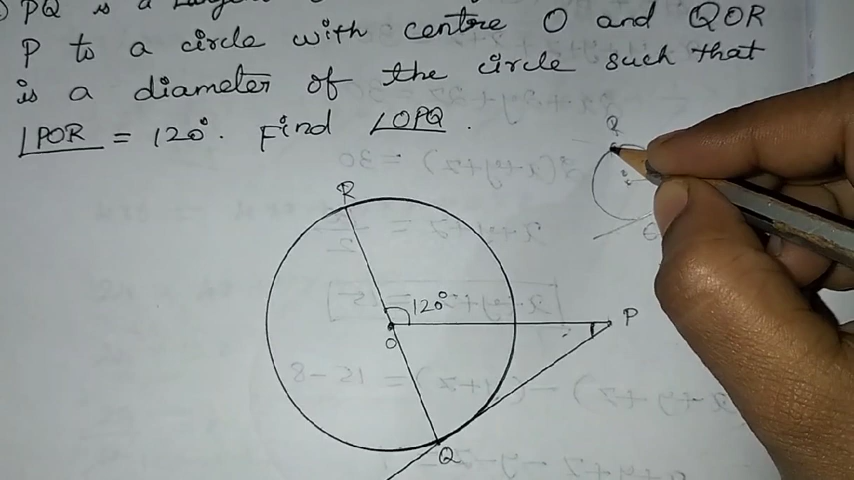 PQ is a tangent
P to a circle with centre O and QOR
is a diameter of the circle such that
∠POR = 120°. Find ∠OPQ.
R
120°
P
O
Q